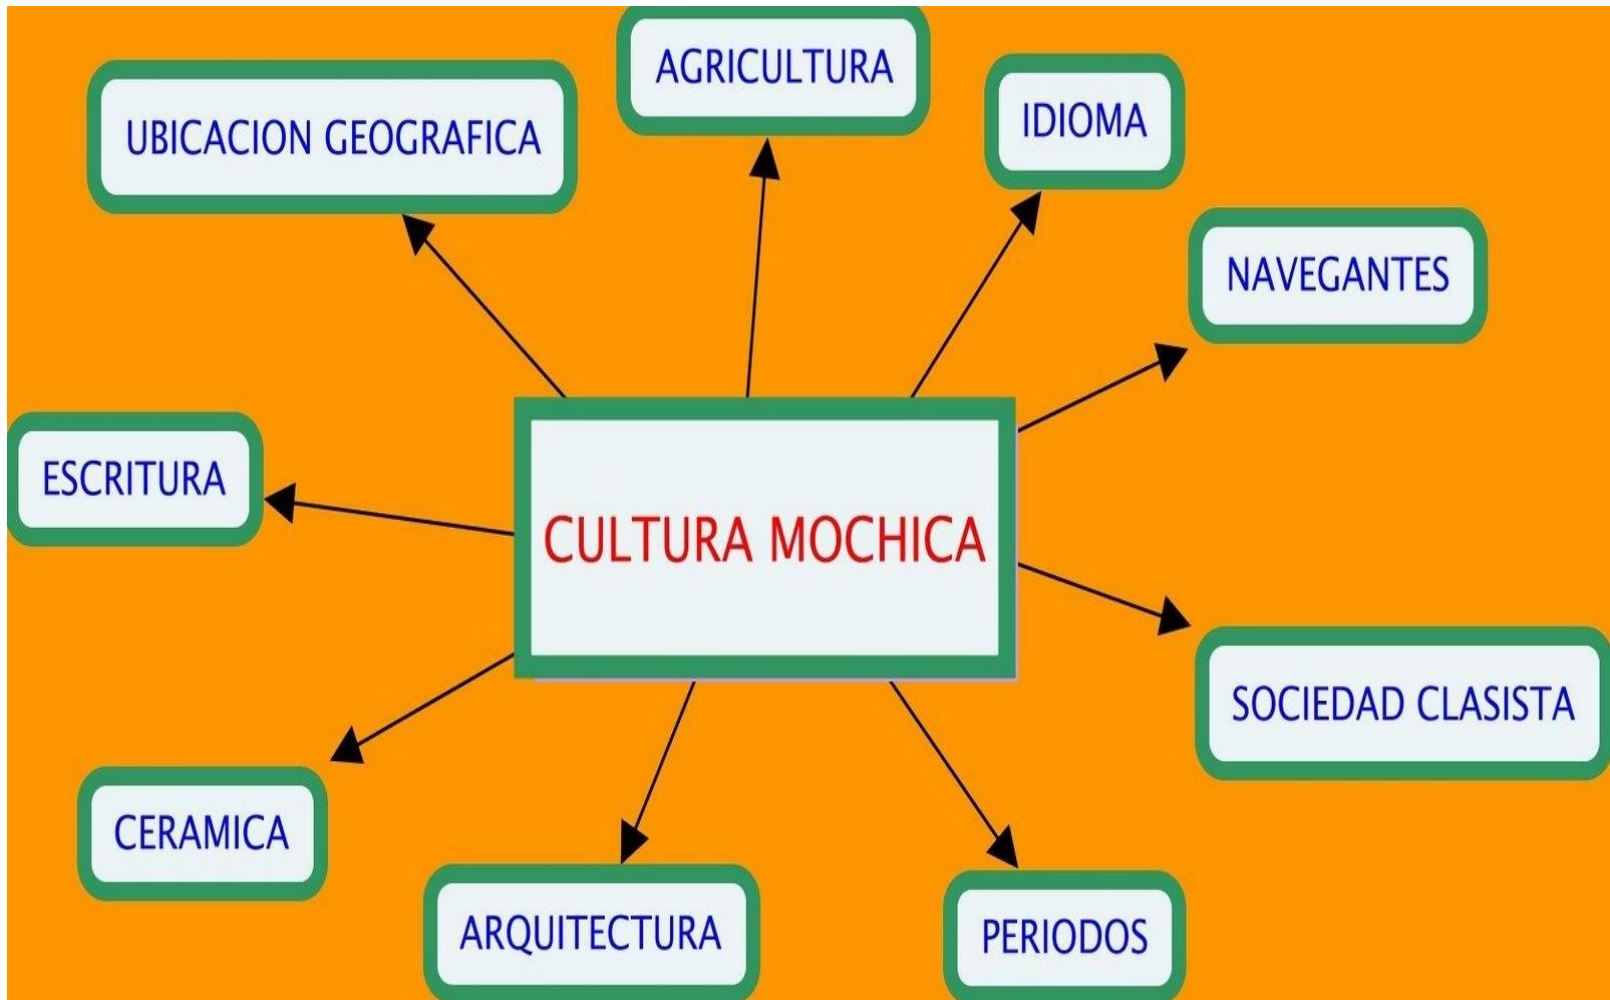 AGRICULTURA
UBICACION GEOGRAFICA
IDIOMA
NAVEGANTES
ESCRITURA
CULTURA MOCHICA
SOCIEDAD CLASISTA
CERAMICA
ARQUITECTURA
PERIODOS